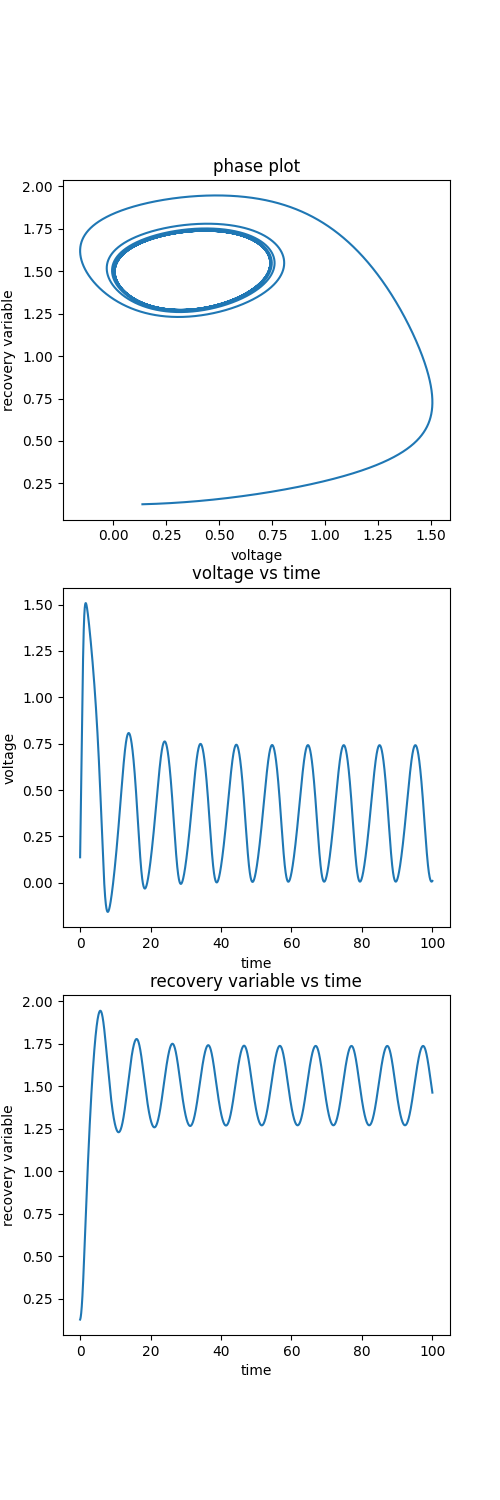 phase plot
2.00
1.75
1.50
1.25
1.00
0.75
0.50
0.25
recovery variable
0.00 0.25 0.50 0.75 1.00 1.25 1.50
voltage
voltage vs time
1.50
1.25
1.00
0.75
0.50
0.25
0.00
voltage
0 20 40 60 80 100
time
recovery variable vs time
2.00
1.75
1.50
1.25
1.00
0.75
0.50
0.25
recovery variable
0 20 40 60 80 100
time